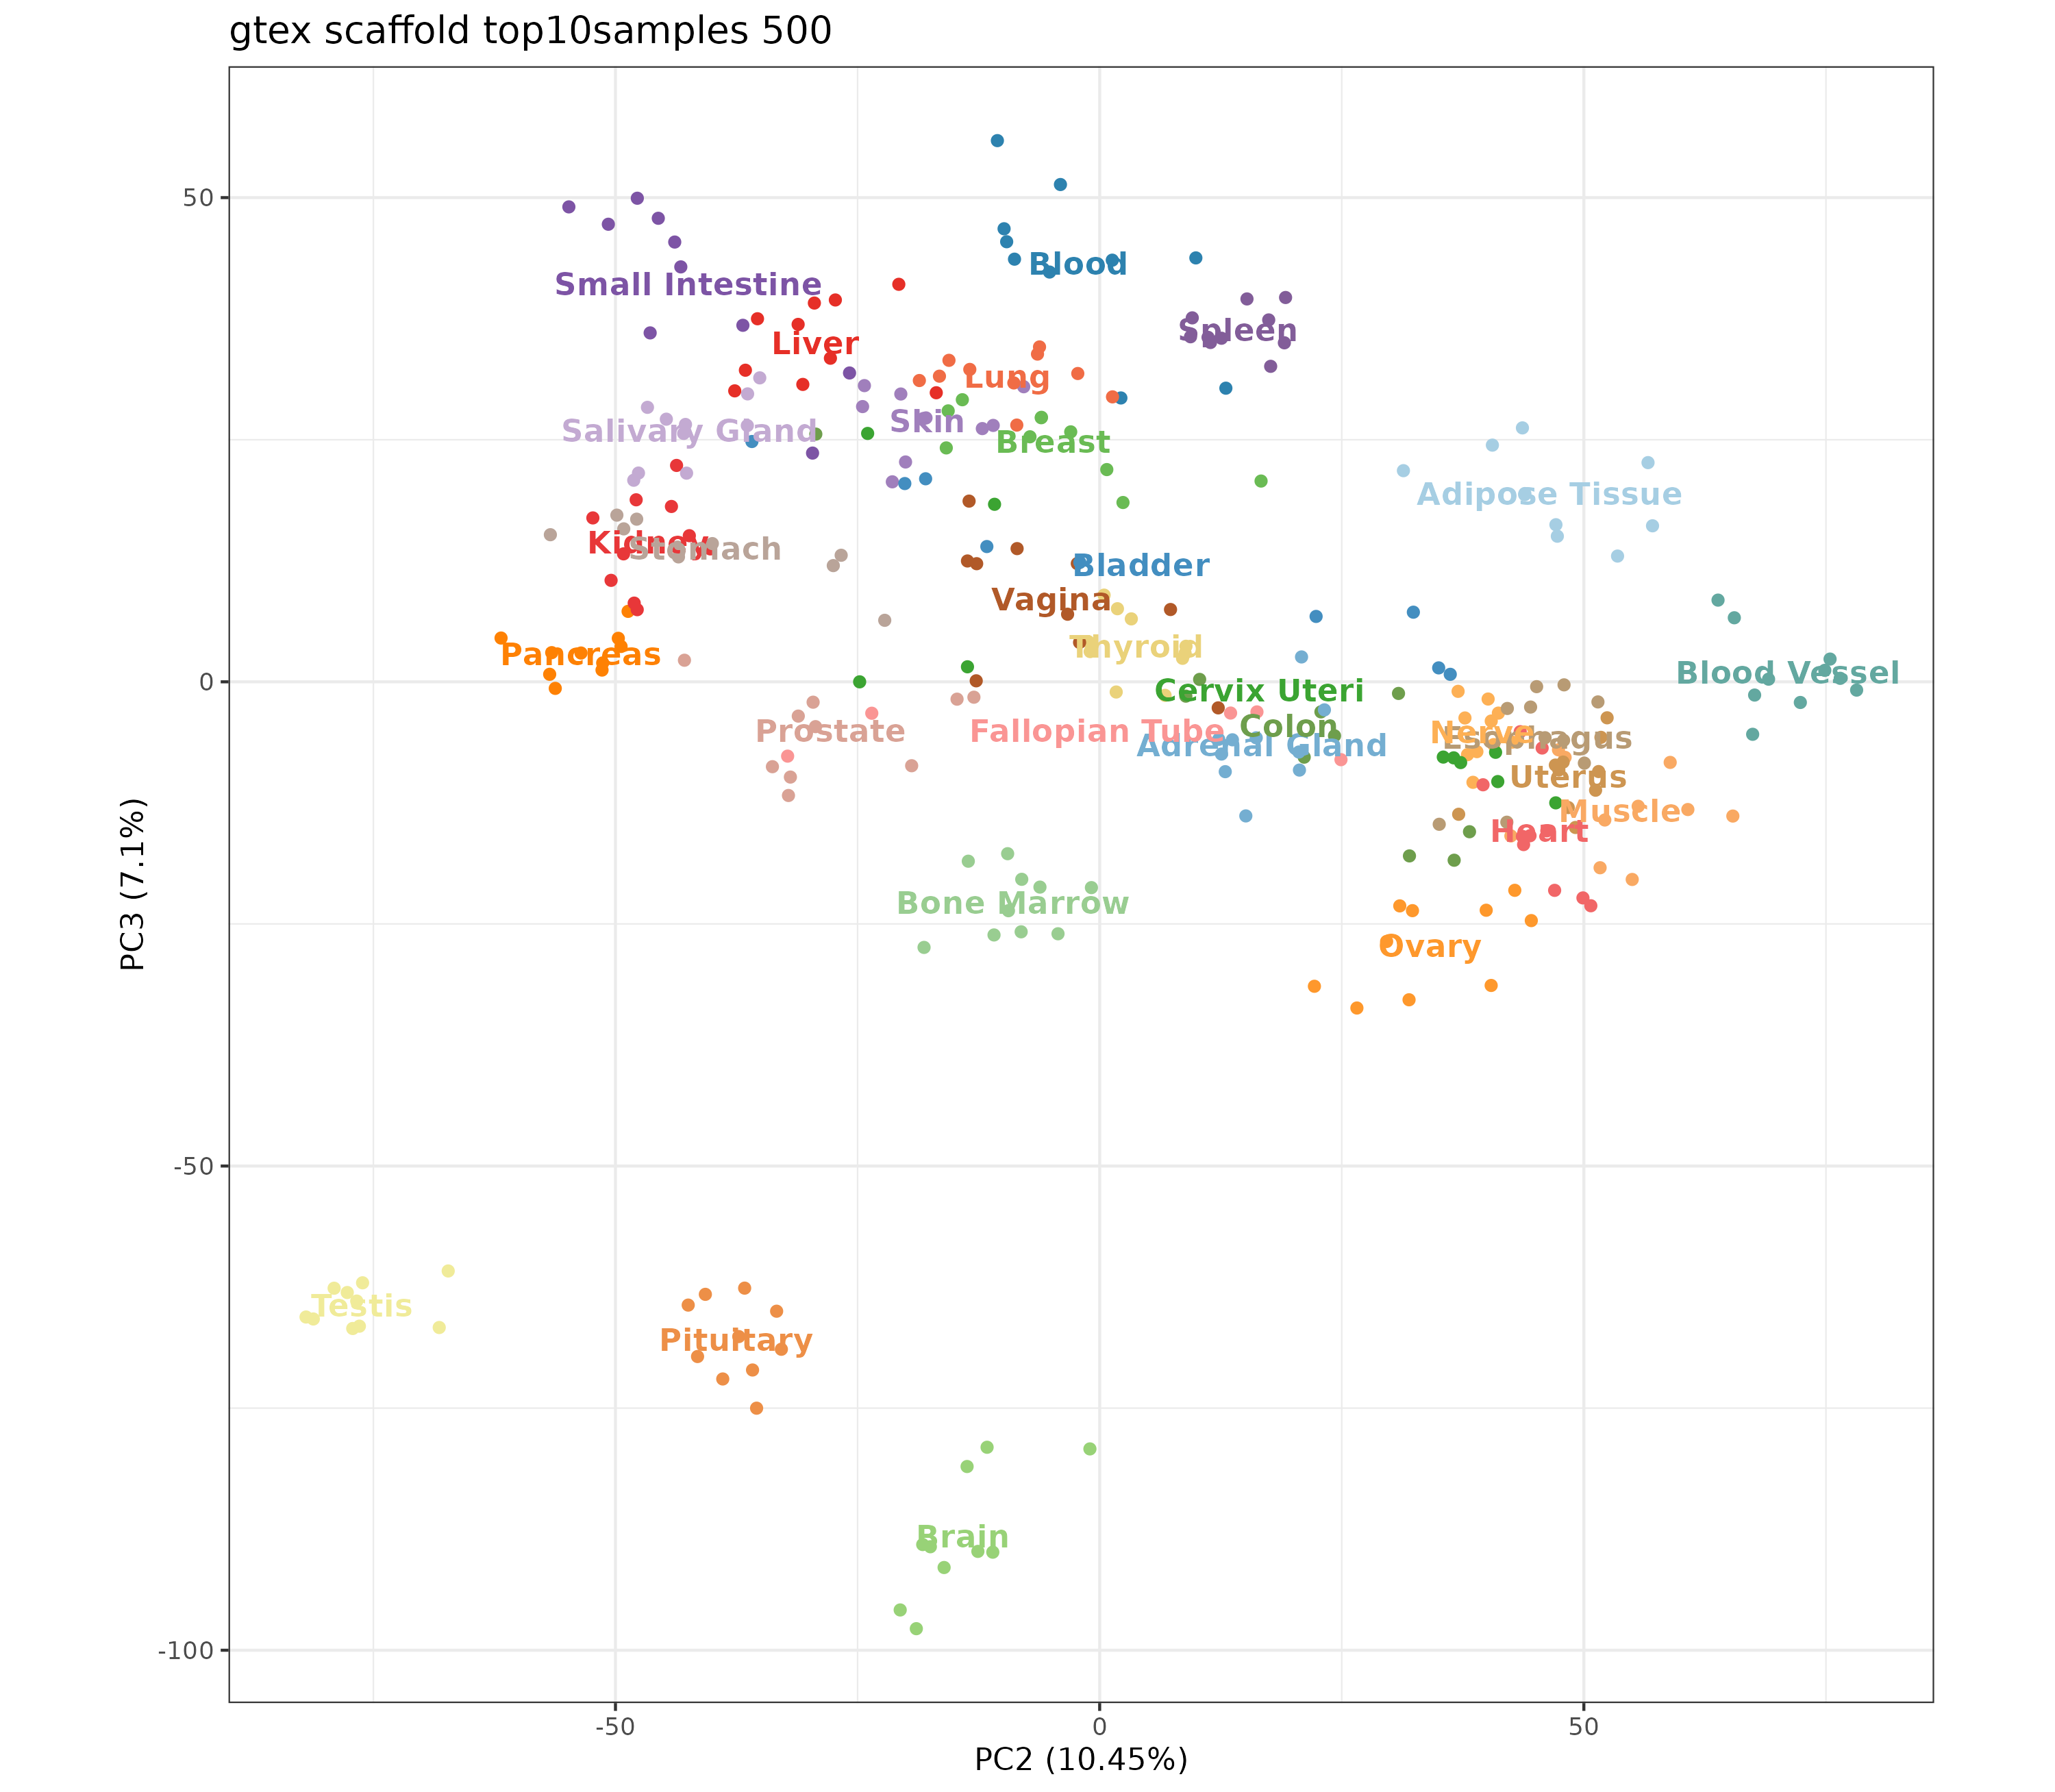 gtex scaffold top10samples 500
50
Blood
Small Intestine
Spleen
Liver
Lung
Skin
Salivary Gland
Breast
Adipose Tissue
Kidney
Stomach
Bladder
Vagina
Thyroid
Pancreas
Blood Vessel
0
Cervix Uteri
Colon
Prostate
Fallopian Tube
Nerve
Esophagus
Adrenal Gland
Uterus
Muscle
Heart
PC3 (7.1%)
Bone Marrow
Ovary
-50
Testis
Pituitary
Brain
-100
-50
0
50
PC2 (10.45%)